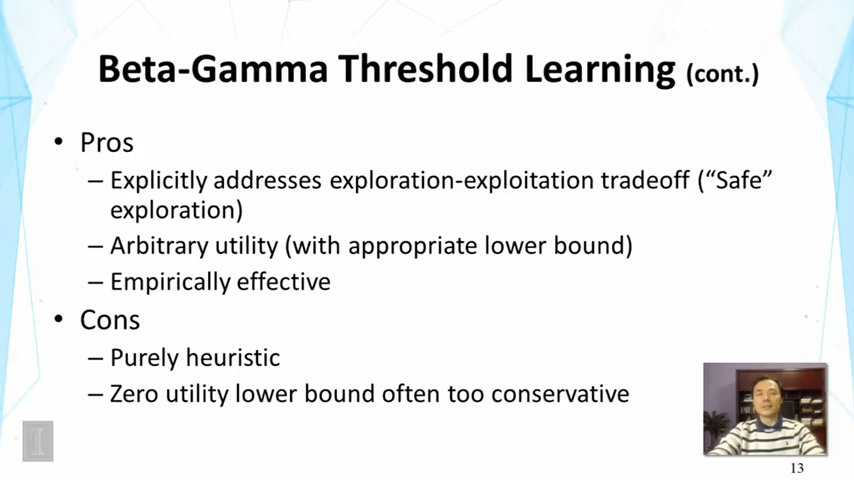 Beta-Gamma Threshold Learning (cont.)
• Pros
– Explicitly addresses exploration-exploitation tradeoff (“Safe”
exploration)
– Arbitrary utility (with appropriate lower bound)
– Empirically effective
• Cons
– Purely heuristic
– Zero utility lower bound often too conservative
I
13